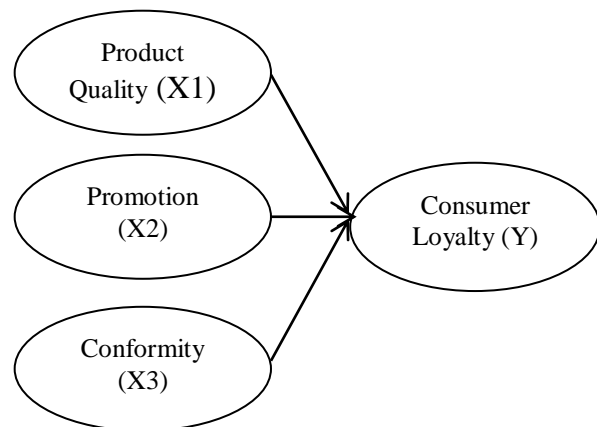 Product
Quality (X1)
Promotion
(X2)
Consumer
Loyalty (Y)
Conformity
(X3)